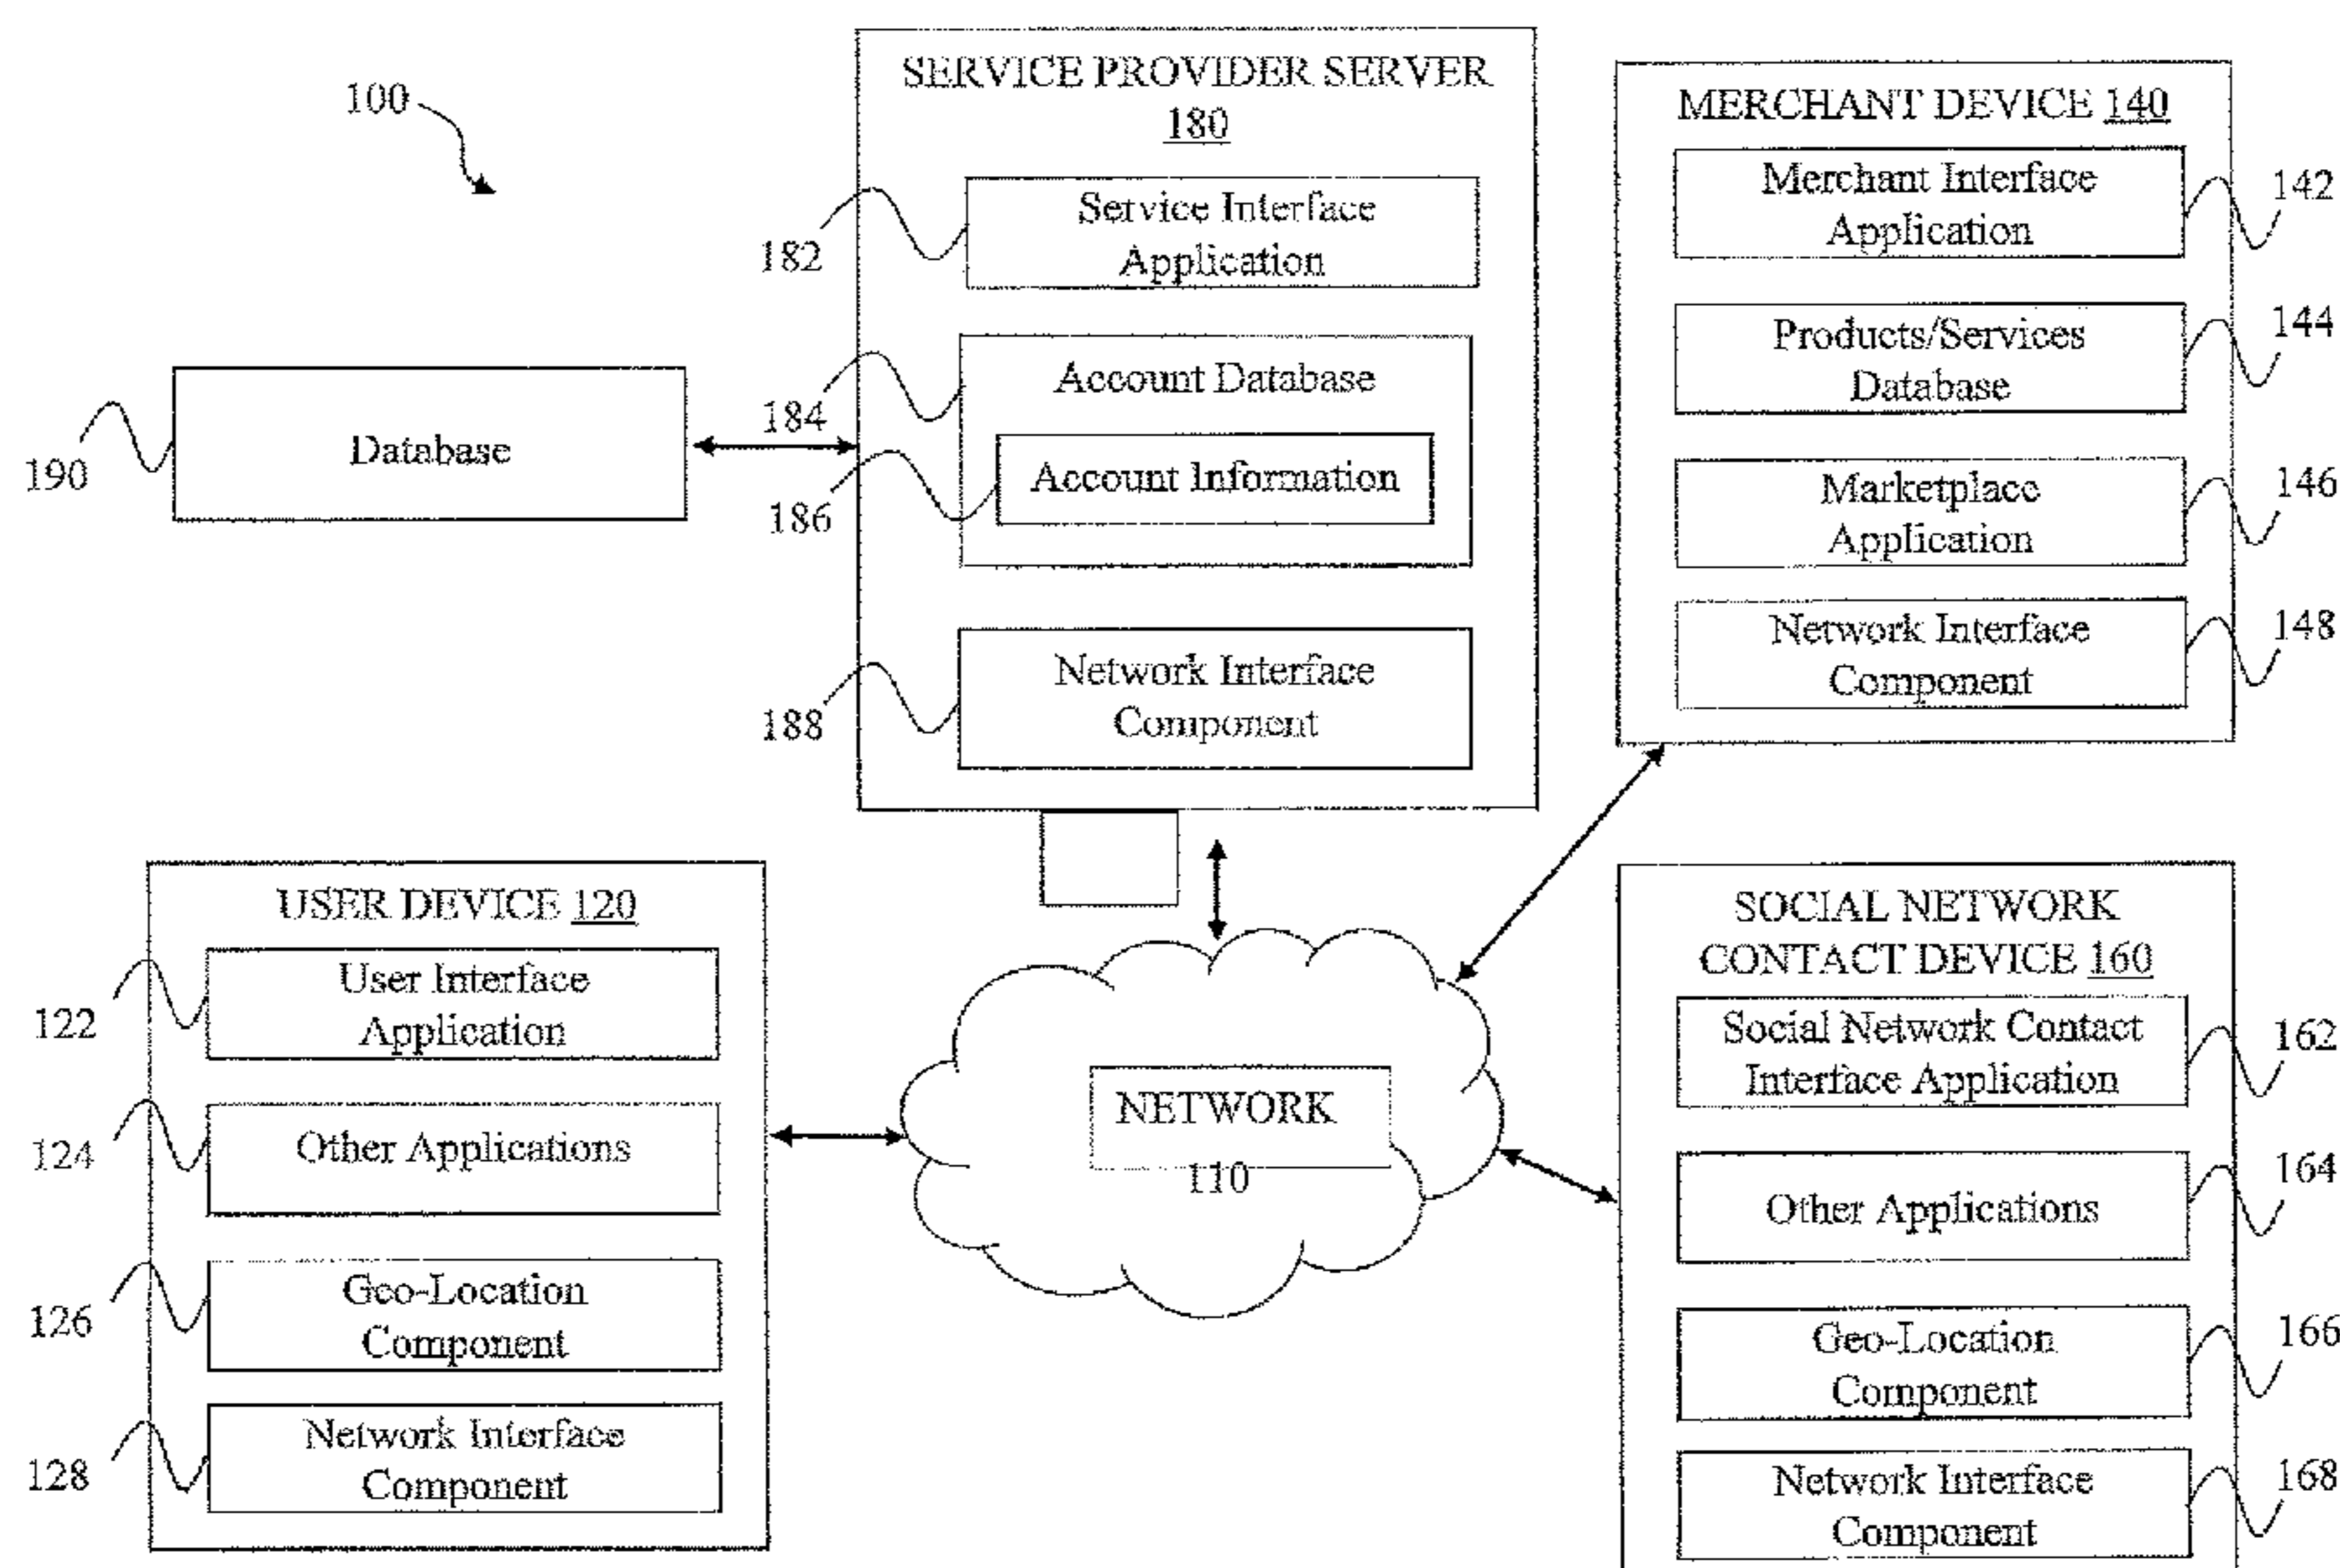 100
SERVICE PROVIDER SERVER
180
182
Service Interface
Application
184
Account Database
186
Account Information
188
Network Interface
Component
190
Database
MERCHANT DEVICE 140
Merchant Interface
Application
142
Products/Services
Database
144
Marketplace
Application
146
Network Interface
Component
148
USER DEVICE 120
122
User Interface
Application
124
Other Applications
126
Geo-Location
Component
128
Network Interface
Component
NETWORK
110
SOCIAL NETWORK
CONTACT DEVICE 160
Social Network Contact
Interface Application
162
Other Applications
164
Geo-Location
Component
166
Network Interface
Component
168